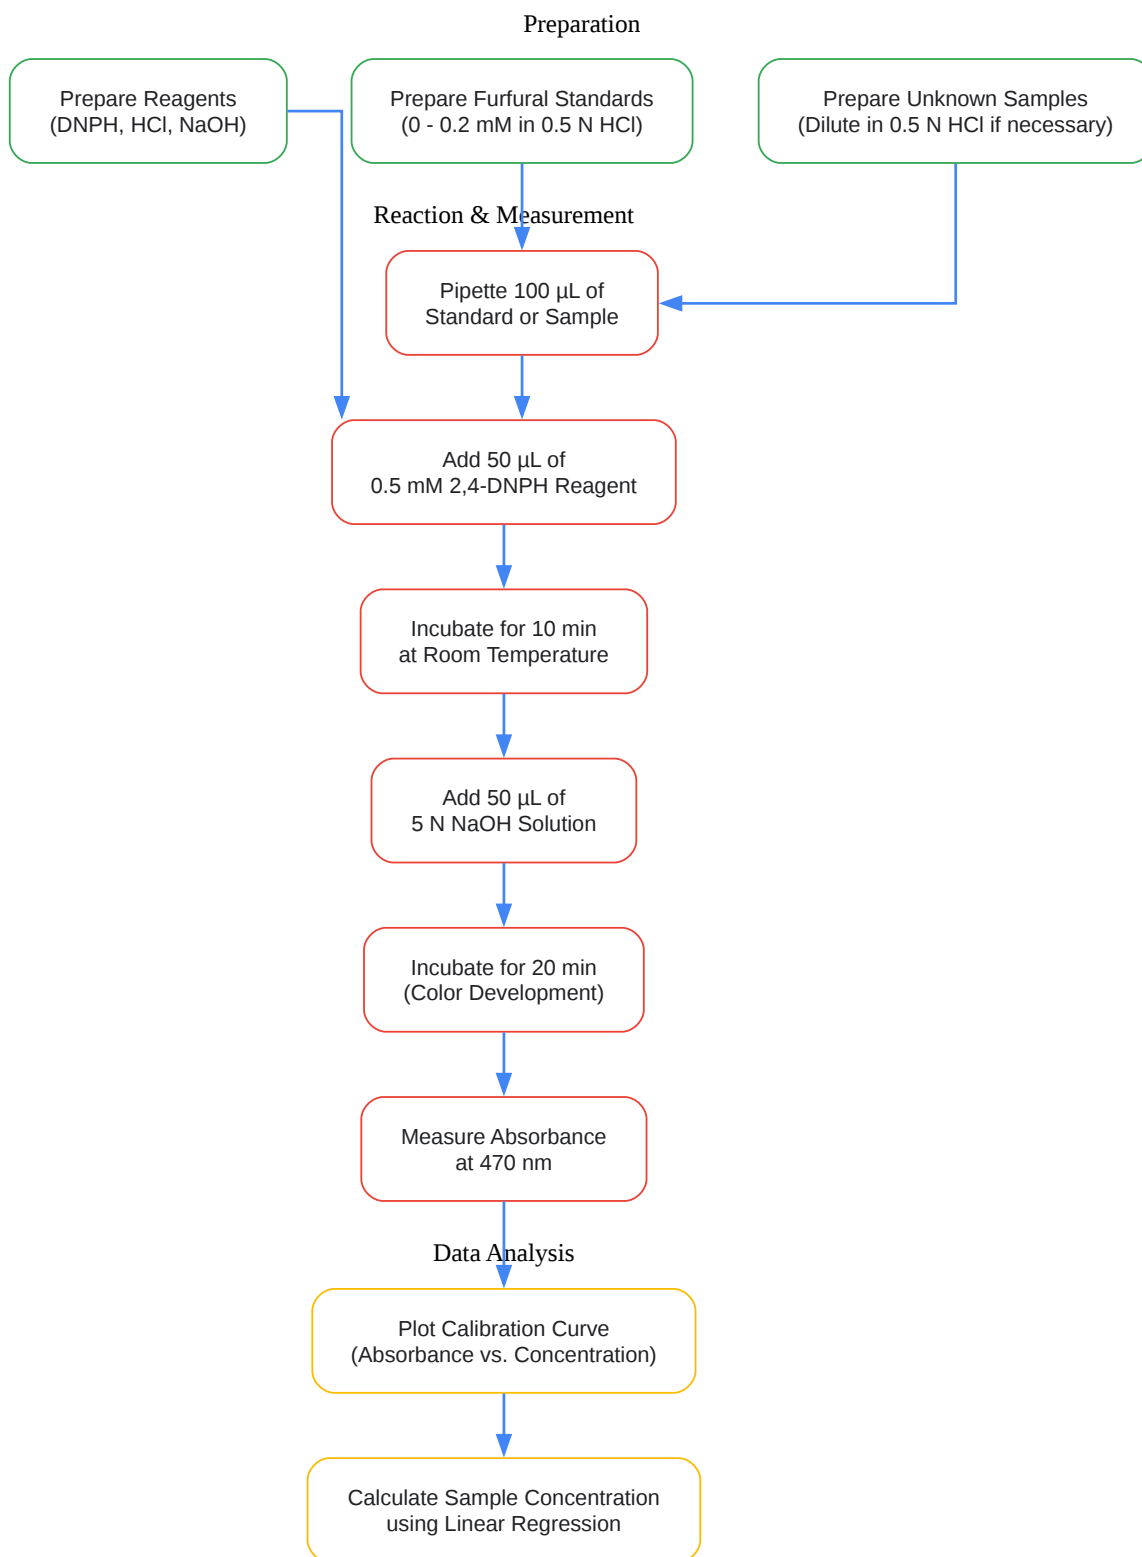 Preparation
Prepare Reagents
(DNPH, HCl, NaOH)
Prepare Furfural Standards
(0 - 0.2 mM in 0.5 N HCl)
Prepare Unknown Samples
(Dilute in 0.5 N HCl if necessary)
Reaction & Measurement
Pipette 100 µL of
Standard or Sample
Add 50 µL of
0.5 mM 2,4-DNPH Reagent
Incubate for 10 min
at Room Temperature
Add 50 µL of
5 N NaOH Solution
Incubate for 20 min
(Color Development)
Measure Absorbance
at 470 nm
Data Analysis
Plot Calibration Curve
(Absorbance vs. Concentration)
Calculate Sample Concentration
using Linear Regression